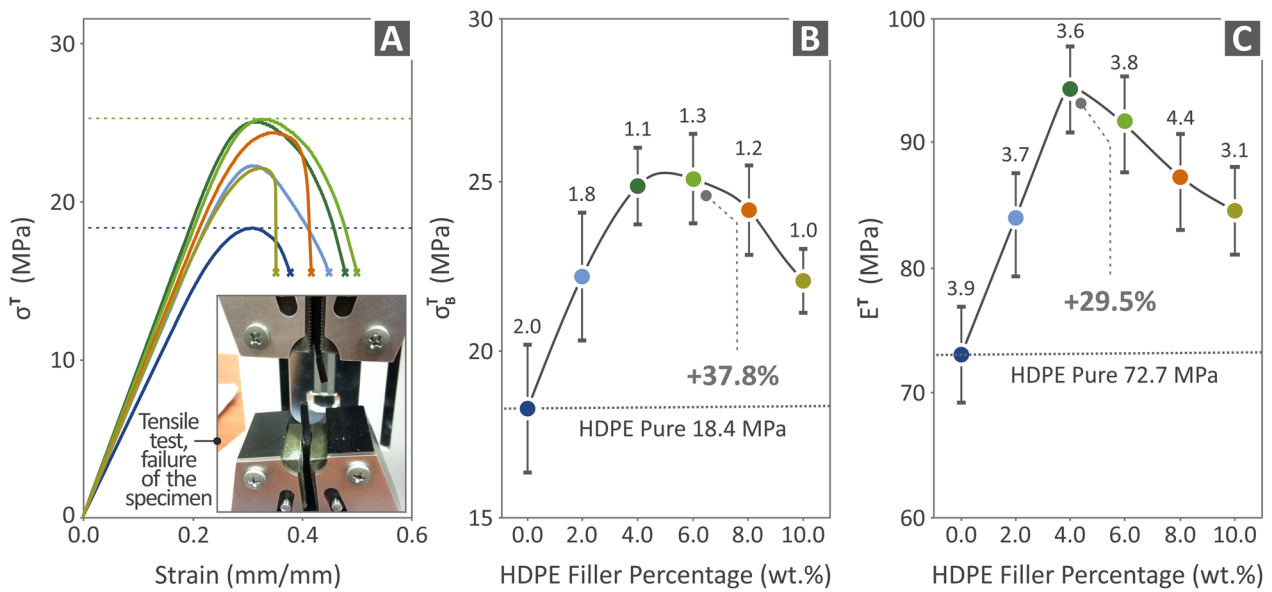 A
30
20
10
0
0.0 0.2 0.4 0.6
σᵀ (MPa)
Strain (mm/mm)
Tensile
test,
failure
of the
specimen
B
30
27
25
20
15
2.0
1.8
1.1
1.3
1.2
1.0
+37.8%
HDPE Pure 18.4 MPa
0.0 2.0 4.0 6.0 8.0 10.0
σᵀ_B (MPa)
HDPE Filler Percentage (wt.%)
C
100
90
80
70
60
3.9
3.7
3.6
3.8
4.4
3.1
+29.5%
HDPE Pure 72.7 MPa
0.0 2.0 4.0 6.0 8.0 10.0
Eᵀ (MPa)
HDPE Filler Percentage (wt.%)